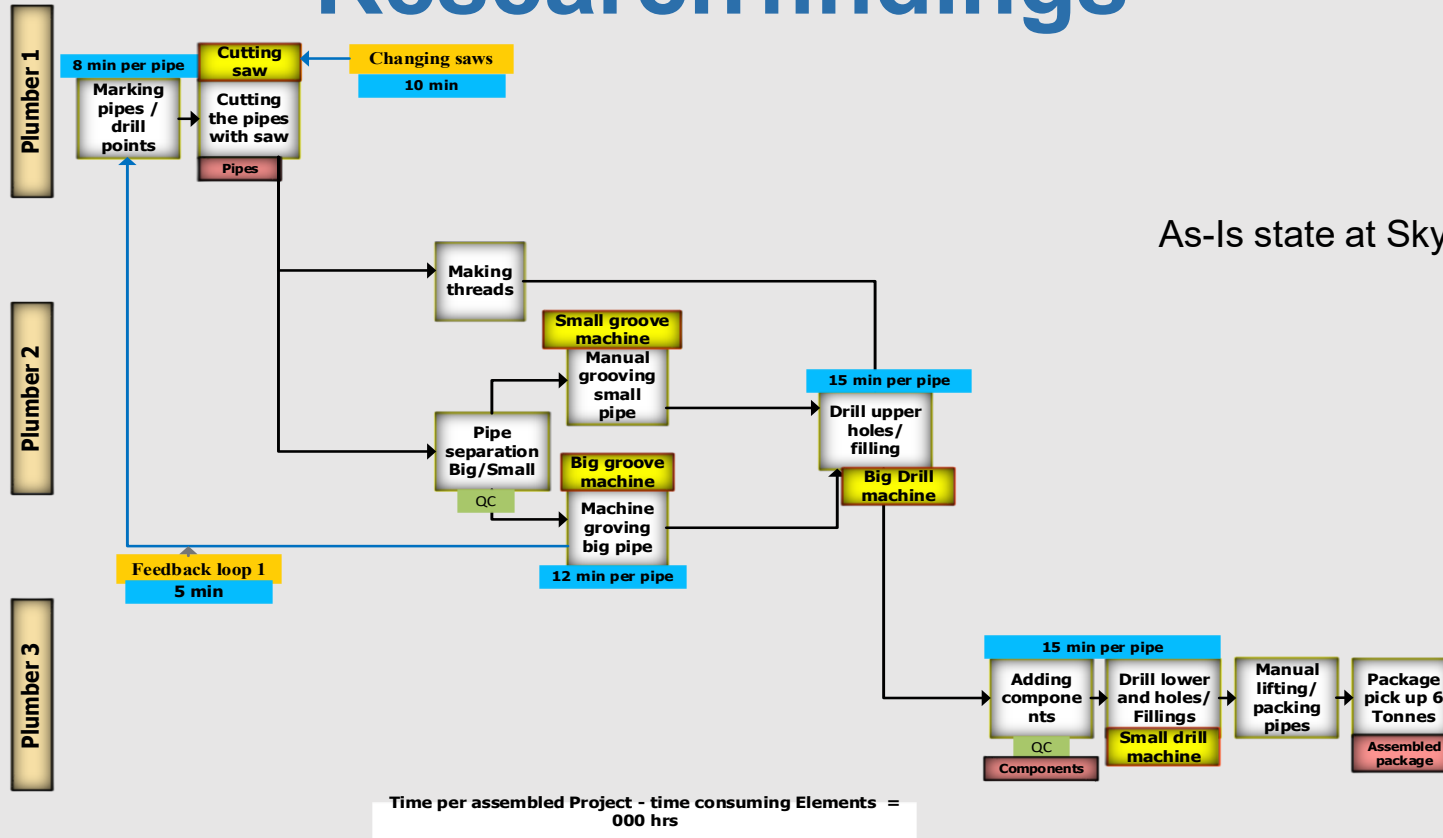 Research findings
Plumber 1
8 min per pipe
Marking
pipes /
drill
points
Cutting
saw
Cutting
the pipes
with saw
Pipes
Changing saws
10 min
As-Is state at Sky
Plumber 2
Making
threads
Small groove
machine
Manual
grooving
small
pipe
Pipe
separation
Big/Small
QC
Big groove
machine
Machine
groving
big pipe
12 min per pipe
15 min per pipe
Drill upper
holes/
filling
Big Drill
machine
Feedback loop 1
5 min
Plumber 3
15 min per pipe
Adding
compone
nts
QC
Components
Drill lower
and holes/
Fillings
Small drill
machine
Manual
lifting/
packing
pipes
Package
pick up 6
Tonnes
Assembled
package
Time per assembled Project - time consuming Elements =
000 hrs